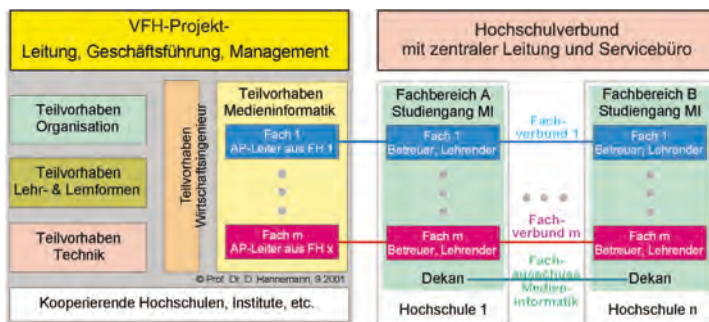 VFH-Projekt-
Leitung, Geschäftsführung, Management
Teilvorhaben
Organisation
Teilvorhaben
Lehr- & Lernformen
Teilvorhaben
Technik
Teilvorhaben
Wirtschaftsingenieur
Teilvorhaben
Medieninformatik
Fach 1
AP-Leiter aus FH 1
Fach m
AP-Leiter aus FH x
© Prof. Dr. D. Hannemann, 9.2001
Kooperierende Hochschulen, Institute, etc.
Hochschulverbund
mit zentraler Leitung und Servicebüro
Fachbereich A
Studiengang MI
Fach 1
Betreuer, Lehrender
Fach m
Betreuer, Lehrender
Dekan
Hochschule 1
Fach-
verbund 1
Fach-
verbund m
Fach-
ausschuss
Medien-
informatik
Fachbereich B
Studiengang MI
Fach 1
Betreuer, Lehrender
Fach m
Betreuer, Lehrender
Dekan
Hochschule n